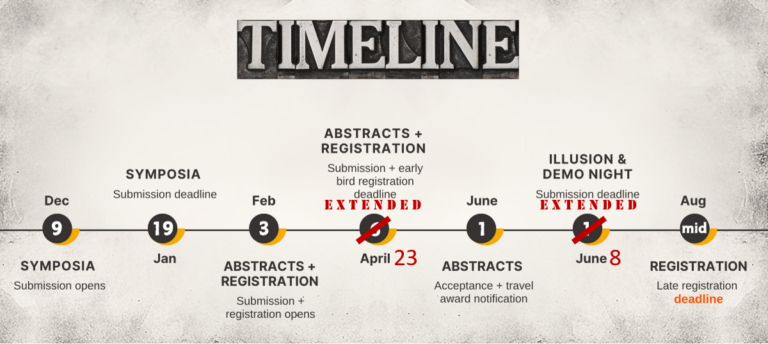 TIMELINE
Dec
9
SYMPOSIA
Submission opens
SYMPOSIA
Submission deadline
19
Jan
Feb
3
ABSTRACTS +
REGISTRATION
Submission +
registration opens
ABSTRACTS +
REGISTRATION
Submission + early
bird registration
deadline
EXTENDED
April 23
June
1
ABSTRACTS
Acceptance + travel
award notification
ILLUSION &
DEMO NIGHT
Submission deadline
EXTENDED
1
June 8
Aug
mid
REGISTRATION
Late registration
deadline